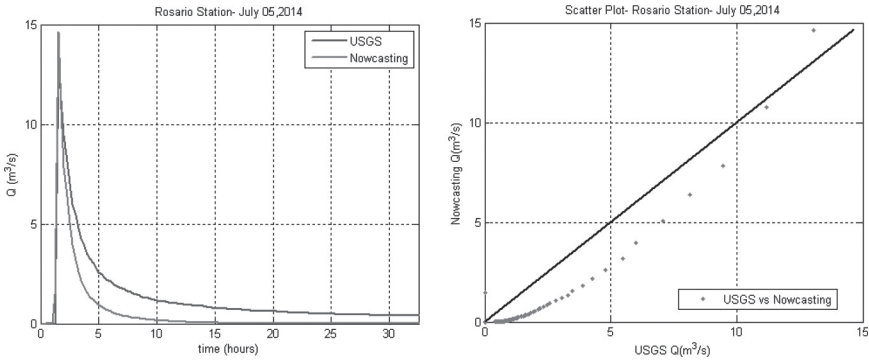 Rosario Station- July 05,2014
15
10
5
0
Q (m³/s)
USGS
Nowcasting
0
5
10
15
20
25
30
time (hours)
Scatter Plot- Rosario Station- July 05,2014
15
10
5
0
Nowcasting Q(m³/s)
USGS vs Nowcasting
0
5
10
15
USGS Q(m³/s)